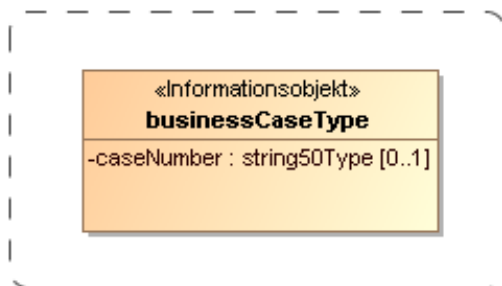 «Informationsobjekt»
businessCaseType
-caseNumber : string50Type [0..1]